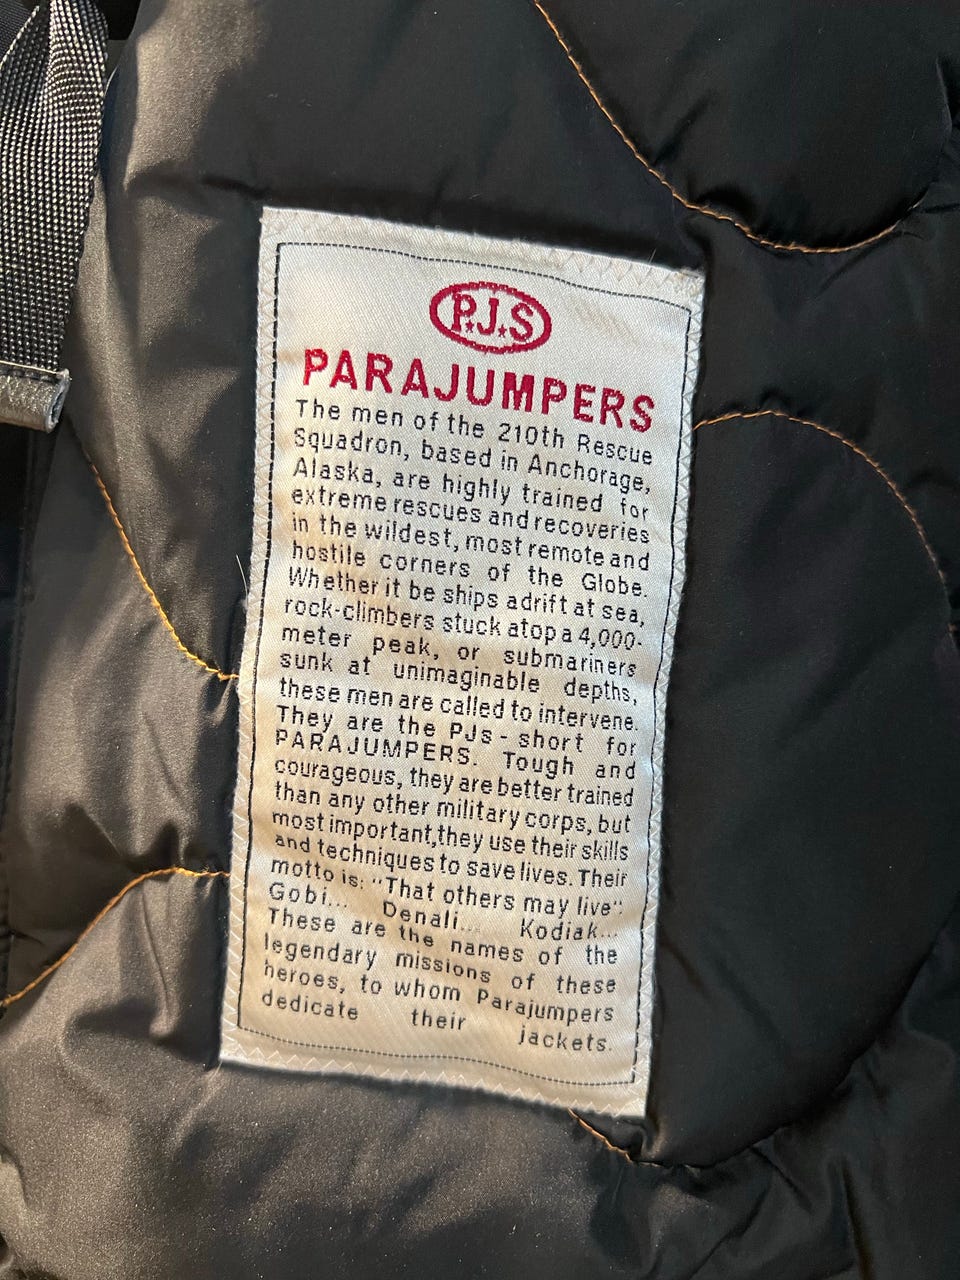 P.J.S
PARAJUMPERS
The men of the 210th Rescue
Squadron, based in Anchorage,
Alaska, are highly trained for
extreme rescues and recoveries
in the wildest, most remote and
hostile corners of the Globe.
Whether it be ships adrift at sea,
rock-climbers stuck atop a 4,000-
meter peak, or submariners
sunk at unimaginable depths,
these men are called to intervene.
They are the PJs - short for
PARAJUMPERS. Tough and
courageous, they are better trained
than any other military corps, but
most important, they use their skills
and techniques to save lives. Their
motto is: "That others may live".
Gobi... Denali... Kodiak...
These are the names of the
legendary missions of these
heroes, to whom Parajumpers
dedicate their jackets.